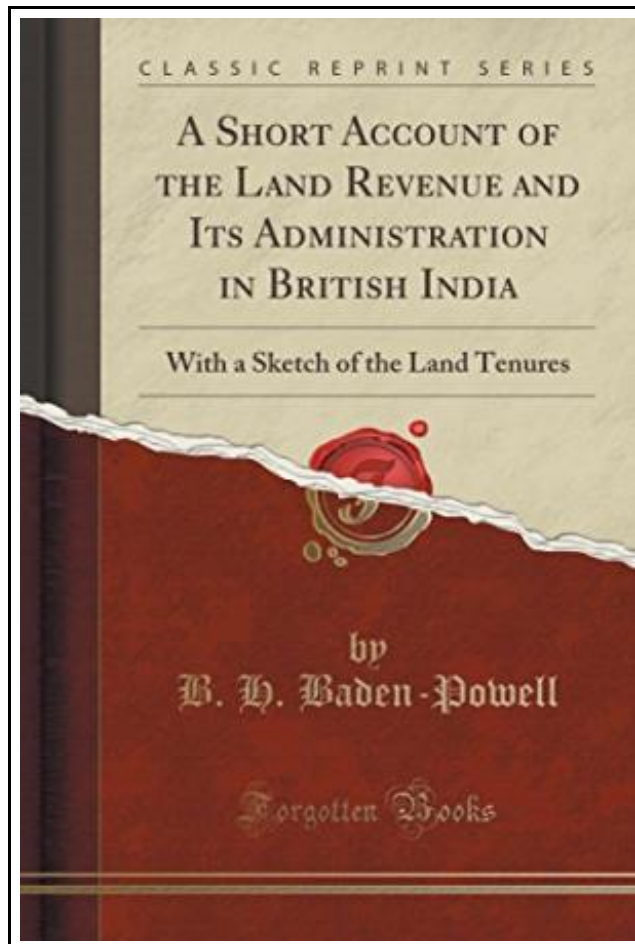 CLASSIC REPRINT SERIES
A SHORT ACCOUNT OF
THE LAND REVENUE AND
ITS ADMINISTRATION
IN BRITISH INDIA
With a Sketch of the Land Tenures
by
B. H. Baden-Powell
Forgotten Books